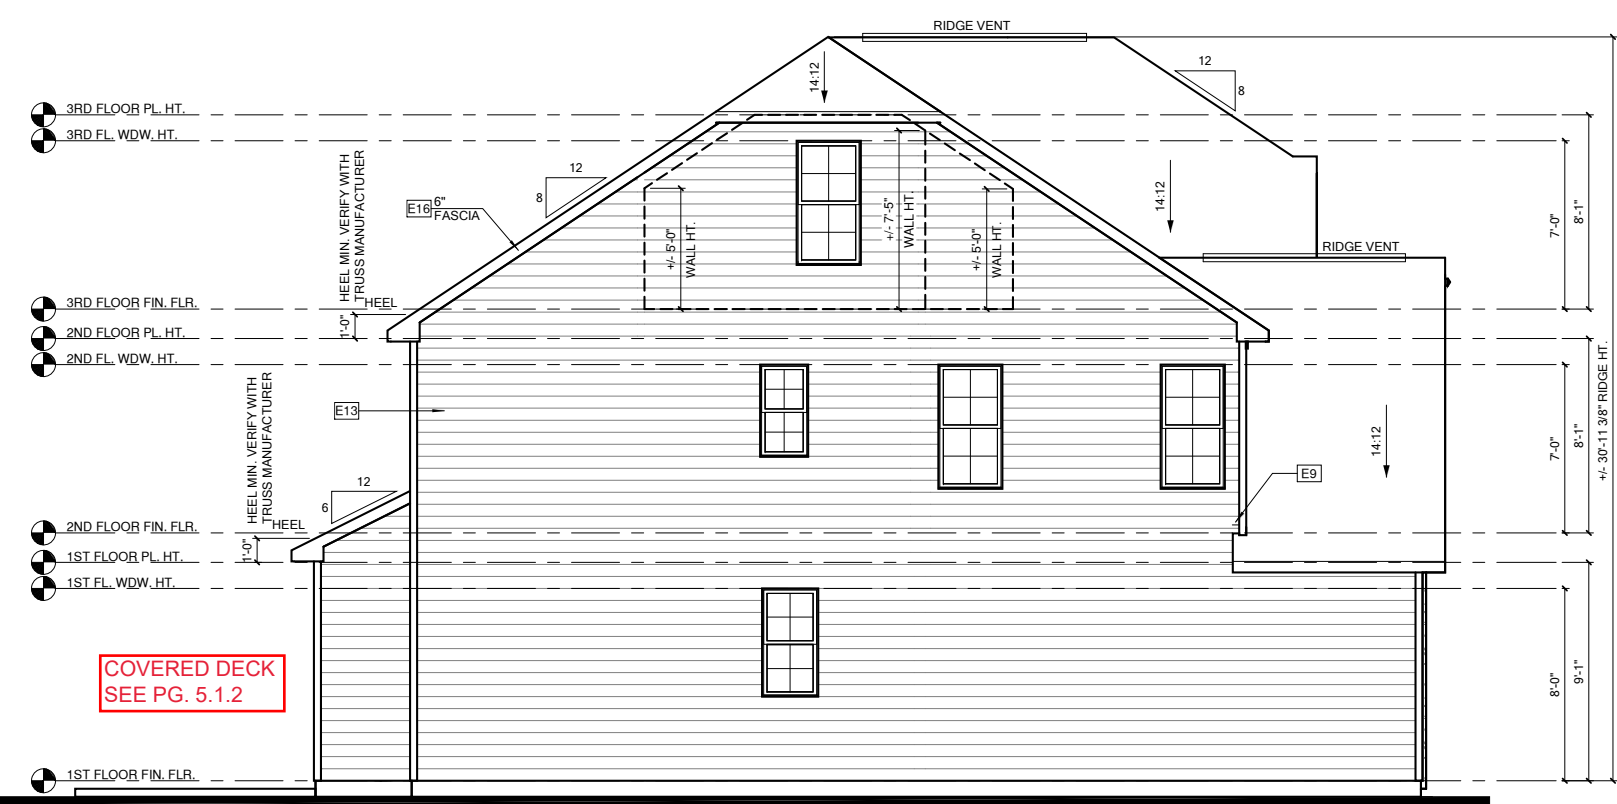 RIDGE VENT
12
8
14:12
3RD FLOOR PL. HT.
3RD FL. WDW. HT.
HEEL MIN. VERIFY WITH
TRUSS MANUFACTURER
12
8
E16
6"
FASCIA
14:12
+/- 5'-0"
WALL HT.
+/- 7'-5"
WALL HT.
+/- 5'-0"
WALL HT.
7'-0"
8'-1"
RIDGE VENT
3RD FLOOR FIN. FLR.
HEEL
1'-0"
2ND FLOOR PL. HT.
2ND FL. WDW. HT.
HEEL MIN. VERIFY WITH
TRUSS MANUFACTURER
E13
14:12
7'-0"
8'-1"
+/- 30'-11 3/8" RIDGE HT.
E9
12
6
2ND FLOOR FIN. FLR.
HEEL
1'-0"
1ST FLOOR PL. HT.
1ST FL. WDW. HT.
COVERED DECK
SEE PG. 5.1.2
8'-0"
9'-1"
1ST FLOOR FIN. FLR.